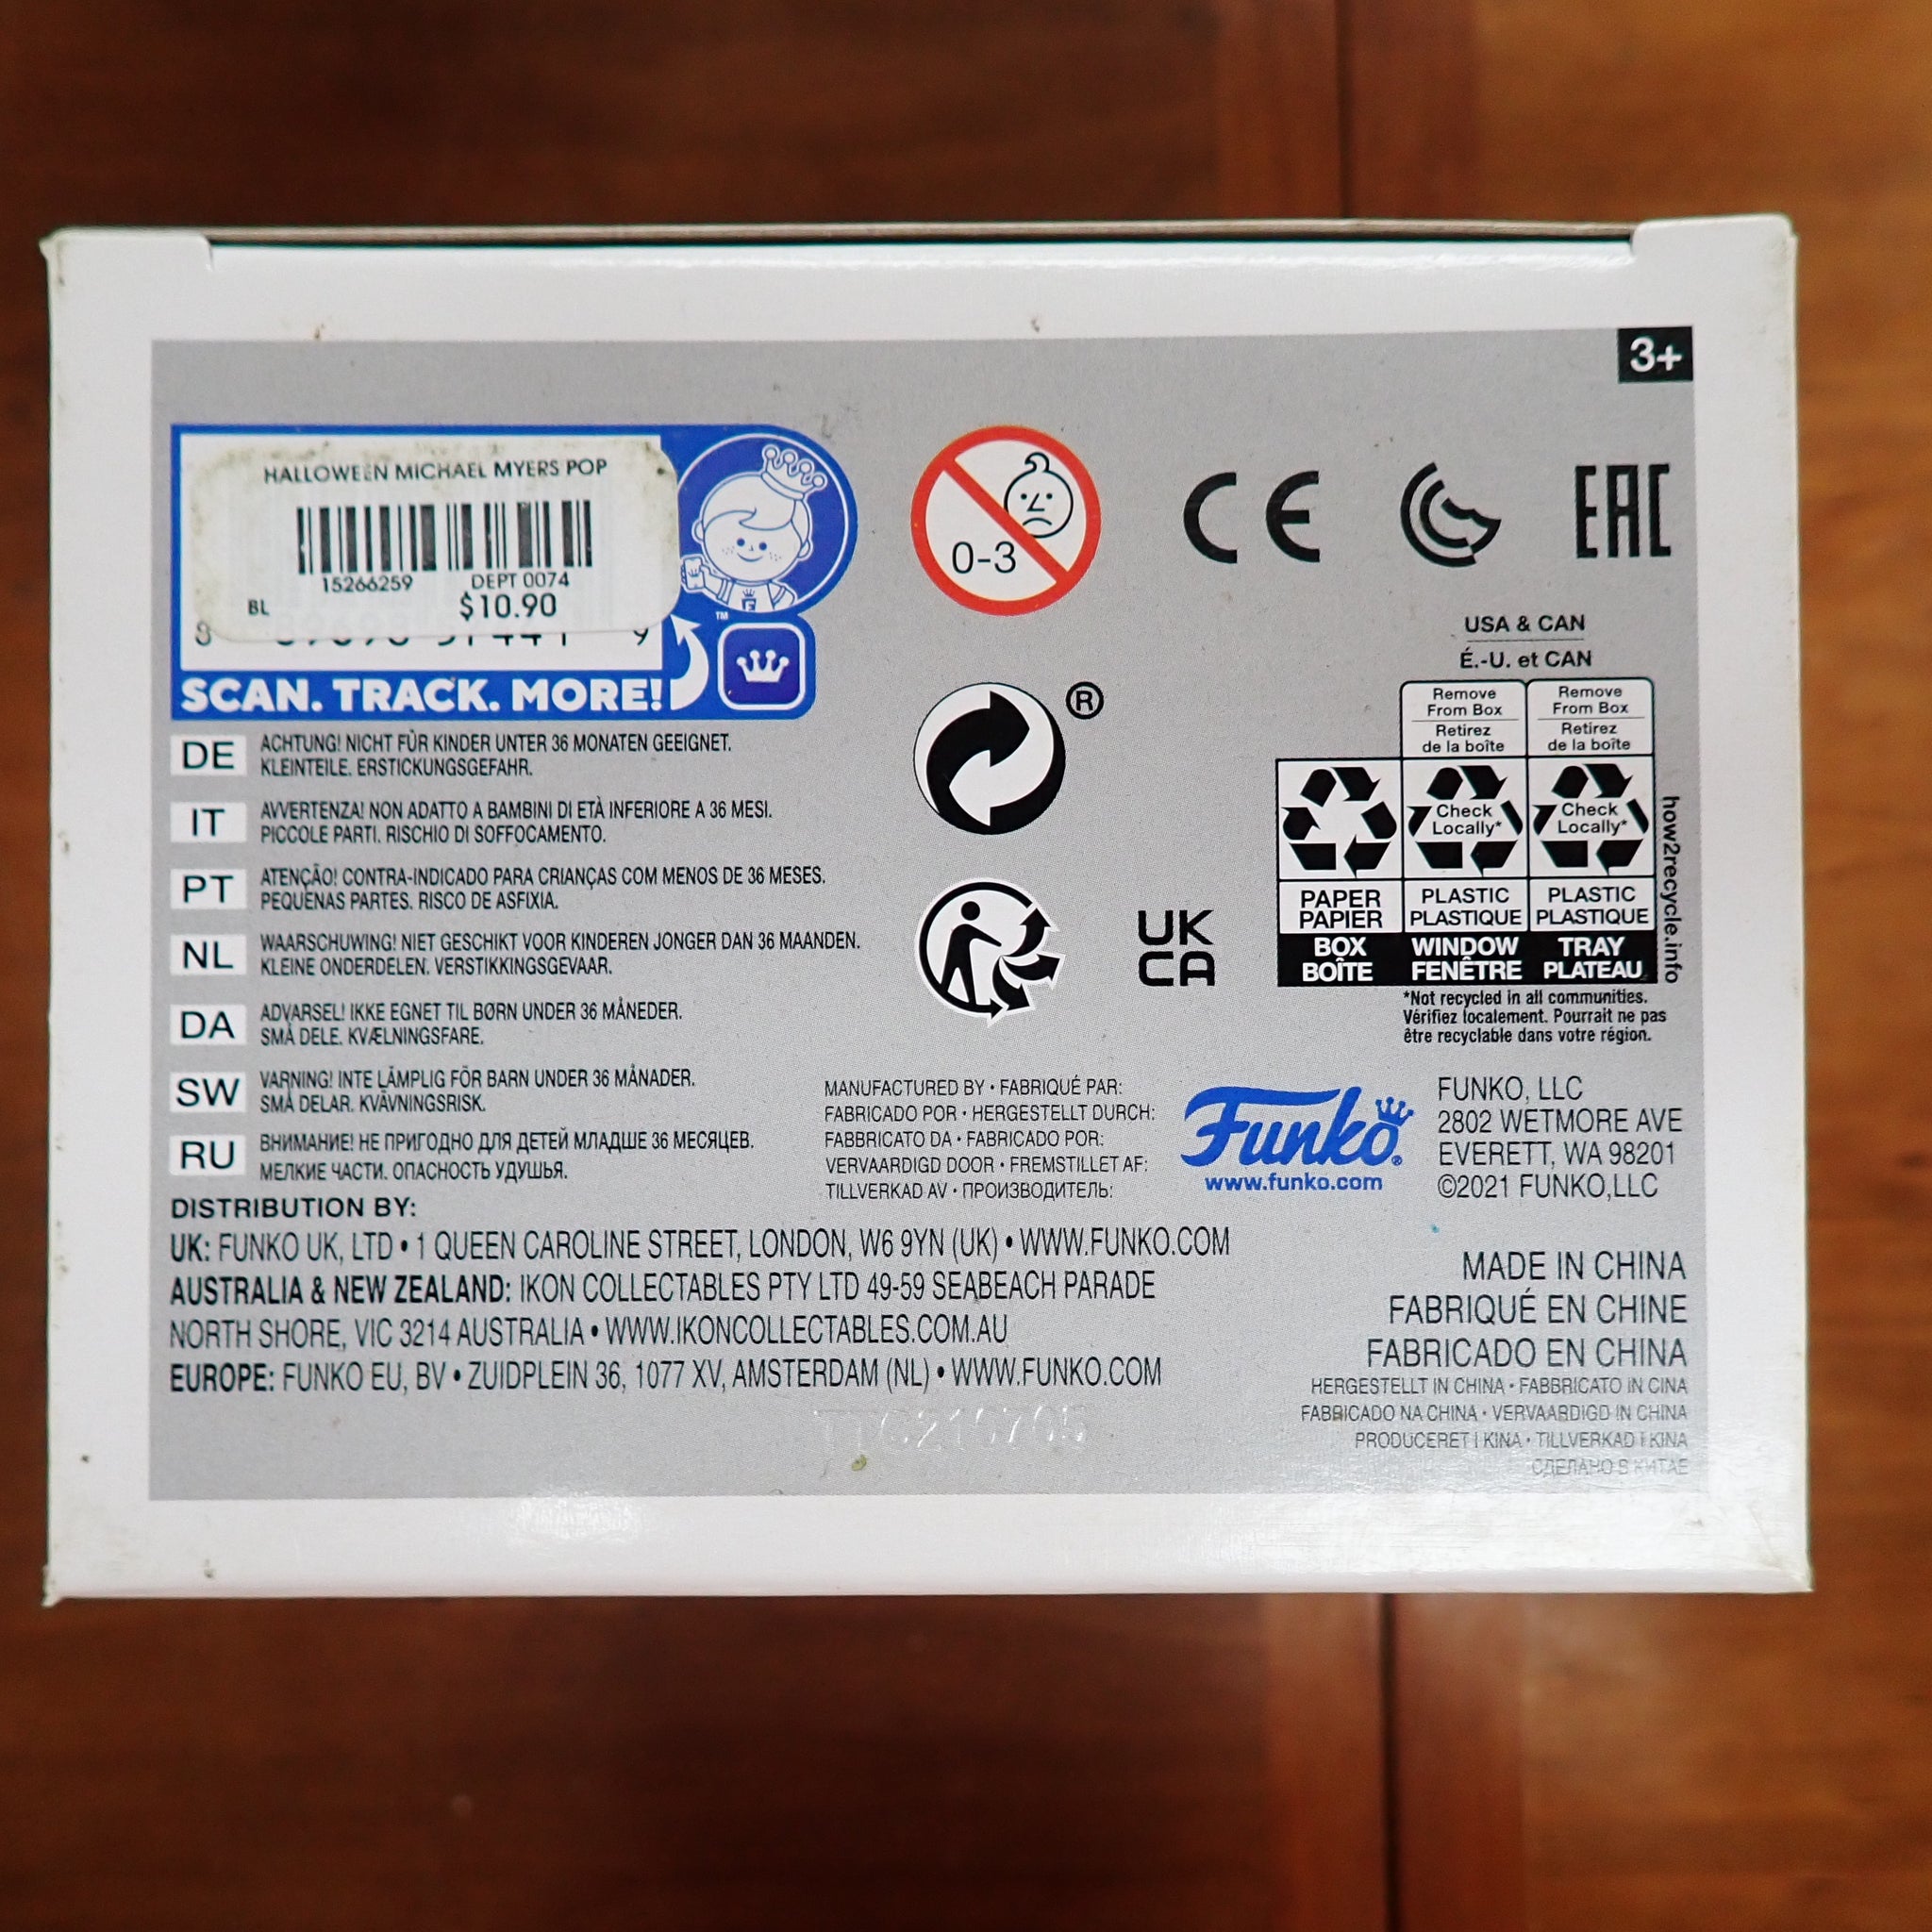 3+
HALLOWEEN MICHAEL MYERS POP
15266259 DEPT 0074
BL $10.90
SCAN. TRACK. MORE!
TM
0-3
CE
EAC
USA & CAN
É.-U. et CAN
Remove From Box
Retirez de la boîte
Remove From Box
Retirez de la boîte
Check Locally*
Check Locally*
PAPER PAPIER
PLASTIC PLASTIQUE
PLASTIC PLASTIQUE
BOX BOÎTE
WINDOW FENÊTRE
TRAY PLATEAU
how2recycle.info
*Not recycled in all communities.
Vérifiez localement. Pourrait ne pas
être recyclable dans votre région.
®
UK
CA
DE ACHTUNG! NICHT FÜR KINDER UNTER 36 MONATEN GEEIGNET.
KLEINTEILE. ERSTICKUNGSGEFAHR.
IT AVVERTENZA! NON ADATTO A BAMBINI DI ETÀ INFERIORE A 36 MESI.
PICCOLE PARTI. RISCHIO DI SOFFOCAMENTO.
PT ATENÇÃO! CONTRA-INDICADO PARA CRIANÇAS COM MENOS DE 36 MESES.
PEQUENAS PARTES. RISCO DE ASFIXIA.
NL WAARSCHUWING! NIET GESCHIKT VOOR KINDEREN JONGER DAN 36 MAANDEN.
KLEINE ONDERDELEN. VERSTIKKINGSGEVAAR.
DA ADVARSEL! IKKE EGNET TIL BØRN UNDER 36 MÅNEDER.
SMÅ DELE. KVÆLNINGSFARE.
SW VARNING! INTE LÄMPLIG FÖR BARN UNDER 36 MÅNADER.
SMÅ DELAR. KVÄVNINGSRISK.
RU ВНИМАНИЕ! НЕ ПРИГОДНО ДЛЯ ДЕТЕЙ МЛАДШЕ 36 МЕСЯЦЕВ.
МЕЛКИЕ ЧАСТИ. ОПАСНОСТЬ УДУШЬЯ.
MANUFACTURED BY • FABRIQUÉ PAR:
FABRICADO POR • HERGESTELLT DURCH:
FABBRICATO DA • FABRICADO POR:
VERVAARDIGD DOOR • FREMSTILLET AF:
TILLVERKAD AV • ПРОИЗВОДИТЕЛЬ:
Funko®
www.funko.com
FUNKO, LLC
2802 WETMORE AVE
EVERETT, WA 98201
©2021 FUNKO,LLC
DISTRIBUTION BY:
UK: FUNKO UK, LTD • 1 QUEEN CAROLINE STREET, LONDON, W6 9YN (UK) • WWW.FUNKO.COM
AUSTRALIA & NEW ZEALAND: IKON COLLECTABLES PTY LTD 49-59 SEABEACH PARADE
NORTH SHORE, VIC 3214 AUSTRALIA • WWW.IKONCOLLECTABLES.COM.AU
EUROPE: FUNKO EU, BV • ZUIDPLEIN 36, 1077 XV, AMSTERDAM (NL) • WWW.FUNKO.COM
MADE IN CHINA
FABRIQUÉ EN CHINE
FABRICADO EN CHINA
HERGESTELLT IN CHINA • FABBRICATO IN CINA
FABRICADO NA CHINA • VERVAARDIGD IN CHINA
PRODUCERET I KINA • TILLVERKAD I KINA
СДЕЛАНО В КИТАЕ